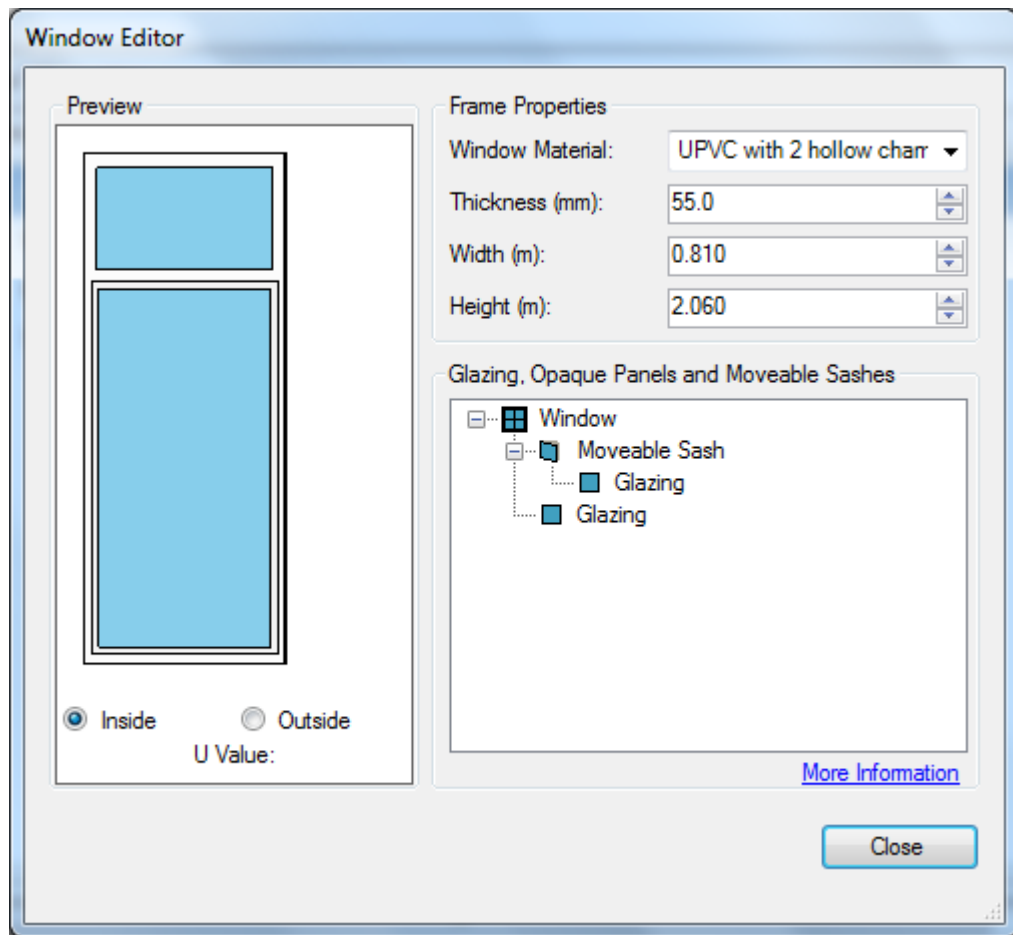 Window Editor
Preview
Inside
Outside
U Value:
Frame Properties
Window Material: UPVC with 2 hollow cham
Thickness (mm): 55.0
Width (m): 0.810
Height (m): 2.060
Glazing, Opaque Panels and Moveable Sashes
Window
Moveable Sash
Glazing
Glazing
More Information
Close